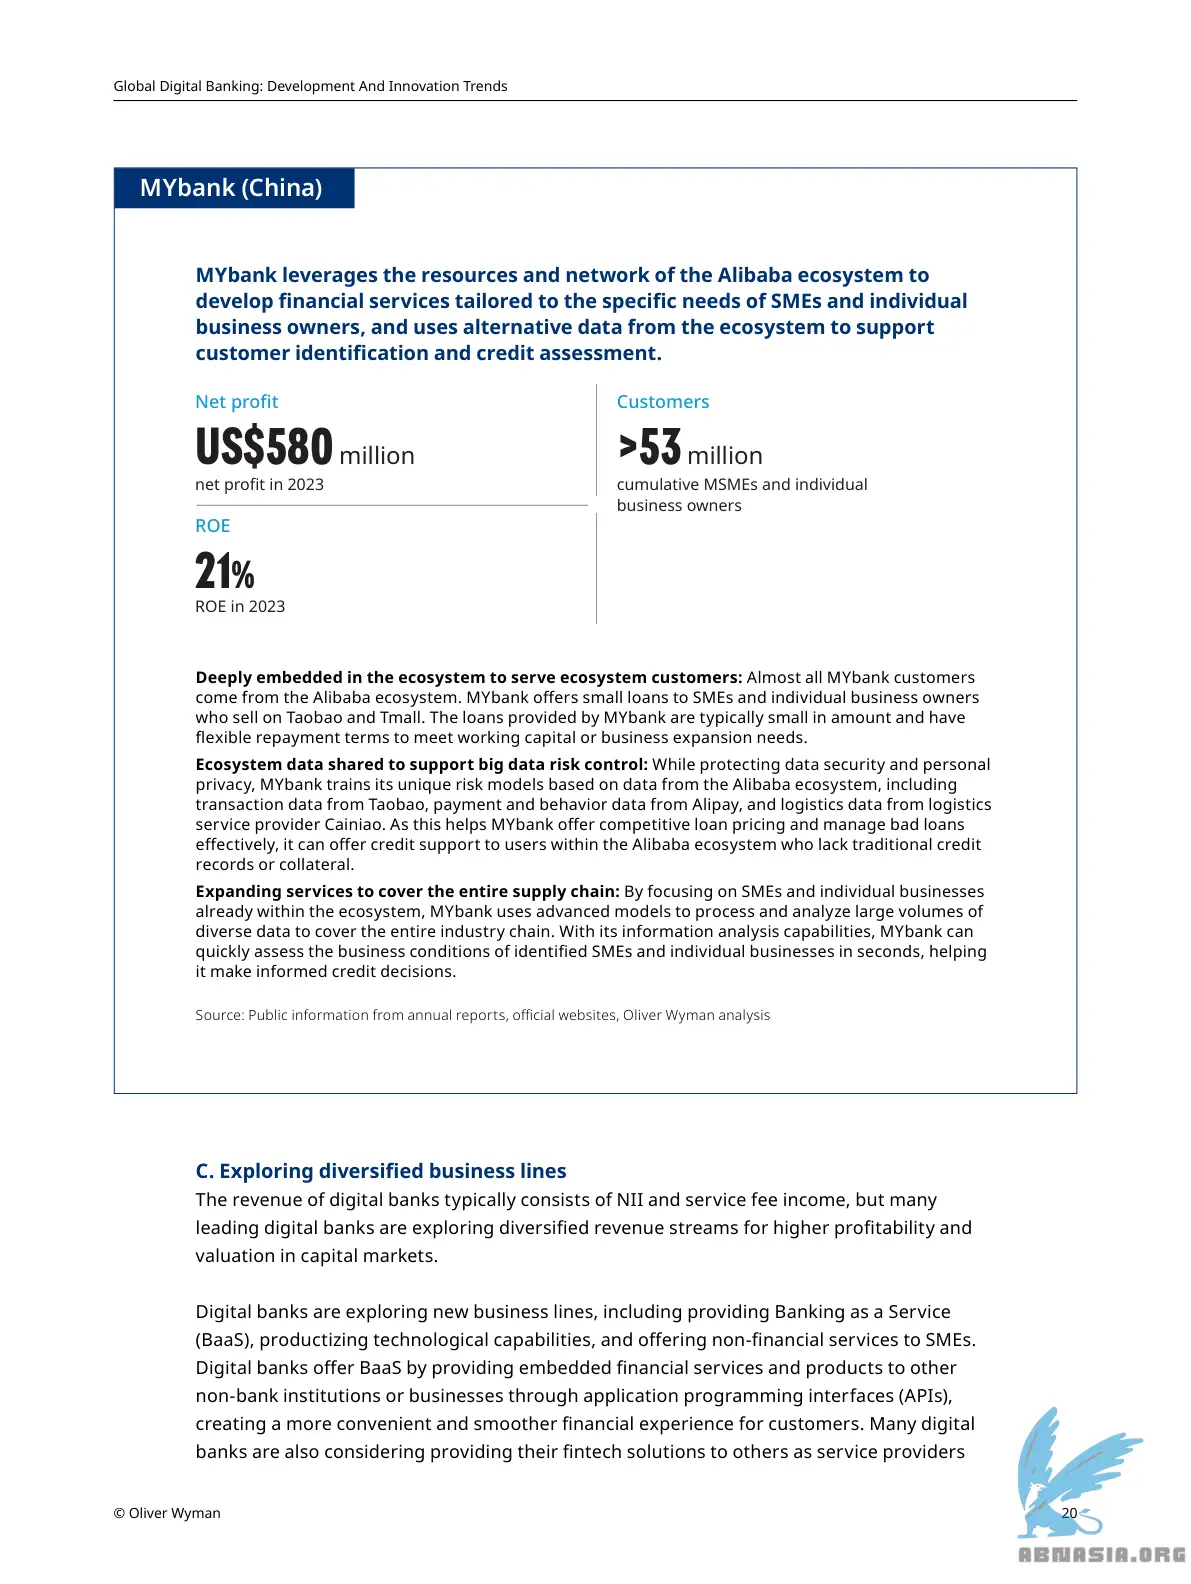 Global Digital Banking: Development And Innovation Trends
MYbank (China)
MYbank leverages the resources and network of the Alibaba ecosystem to
develop financial services tailored to the specific needs of SMEs and individual
business owners, and uses alternative data from the ecosystem to support
customer identification and credit assessment.
Net profit
US$580 million
net profit in 2023
Customers
>53 million
cumulative MSMEs and individual
business owners
ROE
21%
ROE in 2023
Deeply embedded in the ecosystem to serve ecosystem customers: Almost all MYbank customers
come from the Alibaba ecosystem. MYbank offers small loans to SMEs and individual business owners
who sell on Taobao and Tmall. The loans provided by MYbank are typically small in amount and have
flexible repayment terms to meet working capital or business expansion needs.
Ecosystem data shared to support big data risk control: While protecting data security and personal
privacy, MYbank trains its unique risk models based on data from the Alibaba ecosystem, including
transaction data from Taobao, payment and behavior data from Alipay, and logistics data from logistics
service provider Cainiao. As this helps MYbank offer competitive loan pricing and manage bad loans
effectively, it can offer credit support to users within the Alibaba ecosystem who lack traditional credit
records or collateral.
Expanding services to cover the entire supply chain: By focusing on SMEs and individual businesses
already within the ecosystem, MYbank uses advanced models to process and analyze large volumes of
diverse data to cover the entire industry chain. With its information analysis capabilities, MYbank can
quickly assess the business conditions of identified SMEs and individual businesses in seconds, helping
it make informed credit decisions.
Source: Public information from annual reports, official websites, Oliver Wyman analysis
C. Exploring diversified business lines
The revenue of digital banks typically consists of NII and service fee income, but many
leading digital banks are exploring diversified revenue streams for higher profitability and
valuation in capital markets.
Digital banks are exploring new business lines, including providing Banking as a Service
(BaaS), productizing technological capabilities, and offering non-financial services to SMEs.
Digital banks offer BaaS by providing embedded financial services and products to other
non-bank institutions or businesses through application programming interfaces (APIs),
creating a more convenient and smoother financial experience for customers. Many digital
banks are also considering providing their fintech solutions to others as service providers
© Oliver Wyman
20
ABNASIA.ORG